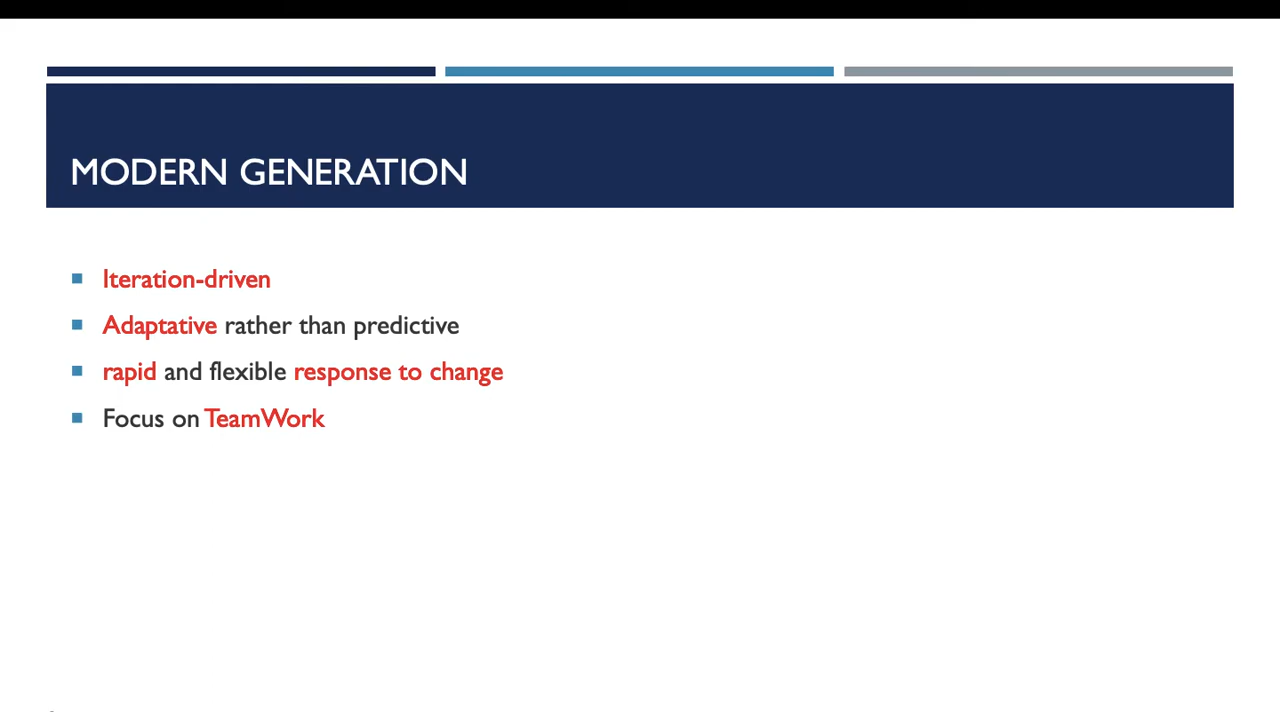 MODERN GENERATION
Iteration-driven
Adaptative rather than predictive
rapid and flexible response to change
Focus on TeamWork